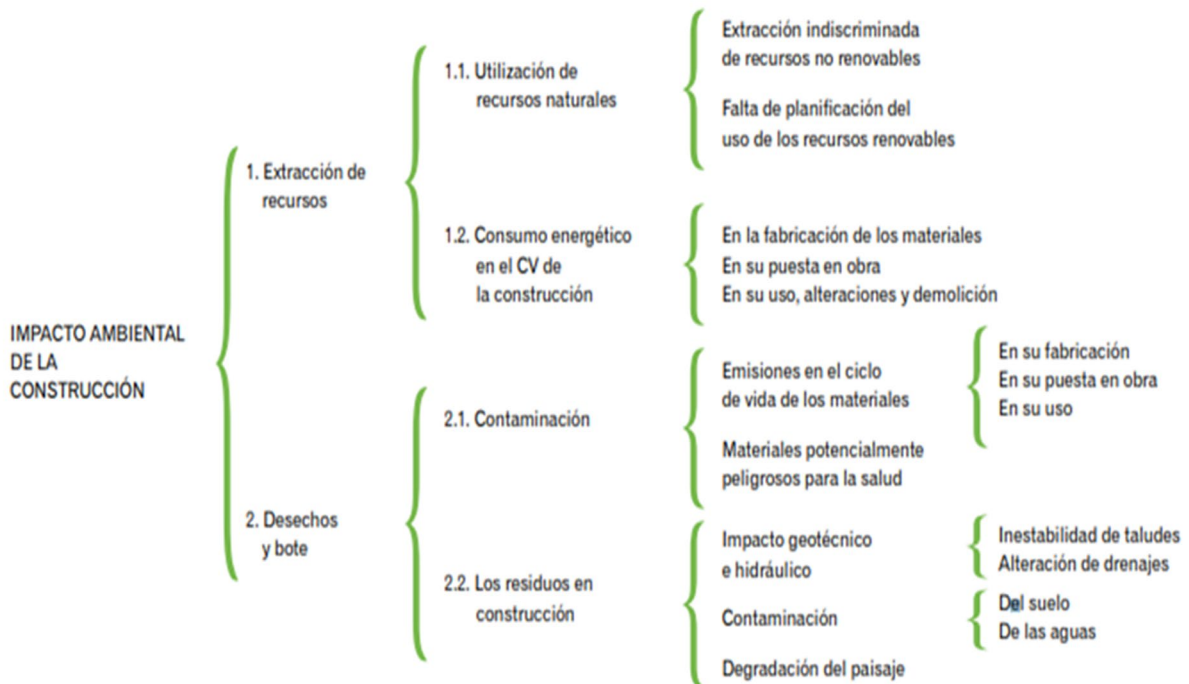 IMPACTO AMBIENTAL
DE LA
CONSTRUCCIÓN
1. Extracción de
recursos
1.1. Utilización de
recursos naturales
Extracción indiscriminada
de recursos no renovables
Falta de planificación del
uso de los recursos renovables
1.2. Consumo energético
en el CV de
la construcción
En la fabricación de los materiales
En su puesta en obra
En su uso, alteraciones y demolición
2. Desechos
y bote
2.1. Contaminación
Emisiones en el ciclo
de vida de los materiales
En su fabricación
En su puesta en obra
En su uso
Materiales potencialmente
peligrosos para la salud
2.2. Los residuos en
construcción
Impacto geotécnico
e hidráulico
Inestabilidad de taludes
Alteración de drenajes
Contaminación
Del suelo
De las aguas
Degradación del paisaje